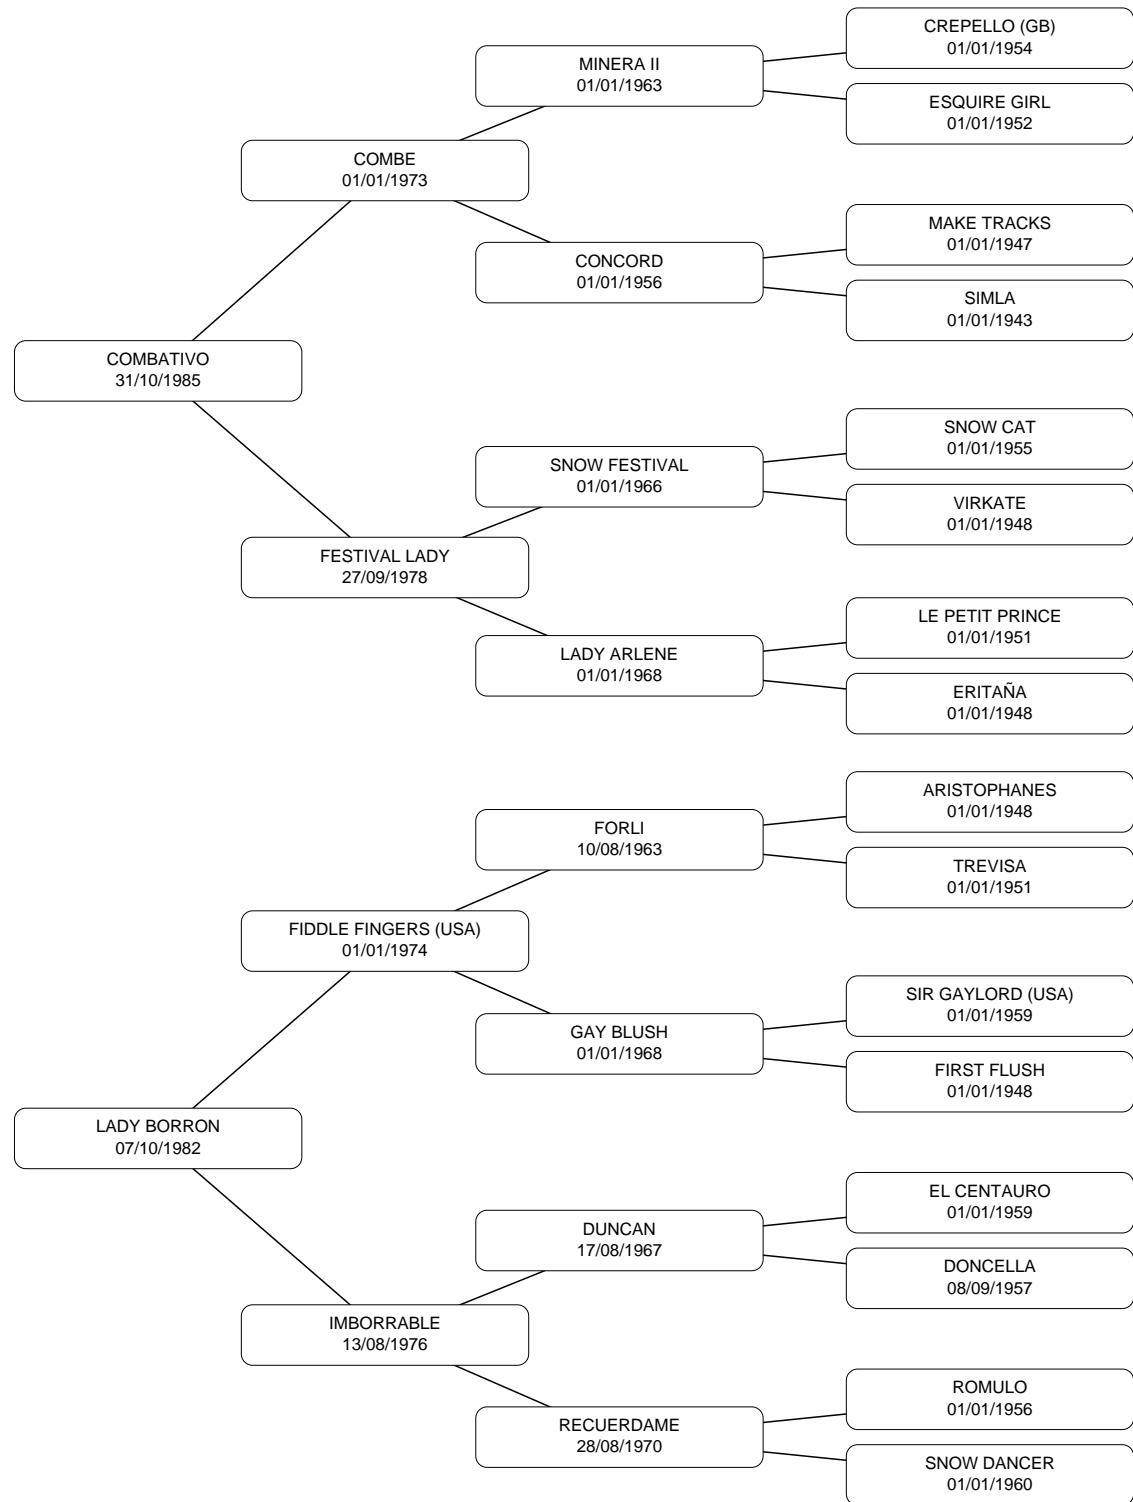 CREPELLO (GB)
01/01/1954
MINERA II
01/01/1963
ESQUIRE GIRL
01/01/1952
COMBE
01/01/1973
MAKE TRACKS
01/01/1947
CONCORD
01/01/1956
SIMLA
01/01/1943
COMBATIVO
31/10/1985
SNOW CAT
01/01/1955
SNOW FESTIVAL
01/01/1966
VIRKATE
01/01/1948
FESTIVAL LADY
27/09/1978
LE PETIT PRINCE
01/01/1951
LADY ARLENE
01/01/1968
ERITAÑA
01/01/1948
ARISTOPHANES
01/01/1948
FORLI
10/08/1963
TREVISA
01/01/1951
FIDDLE FINGERS (USA)
01/01/1974
SIR GAYLORD (USA)
01/01/1959
GAY BLUSH
01/01/1968
FIRST FLUSH
01/01/1948
LADY BORRON
07/10/1982
EL CENTAURO
01/01/1959
DUNCAN
17/08/1967
DONCELLA
08/09/1957
IMBORRABLE
13/08/1976
ROMULO
01/01/1956
RECUERDAME
28/08/1970
SNOW DANCER
01/01/1960